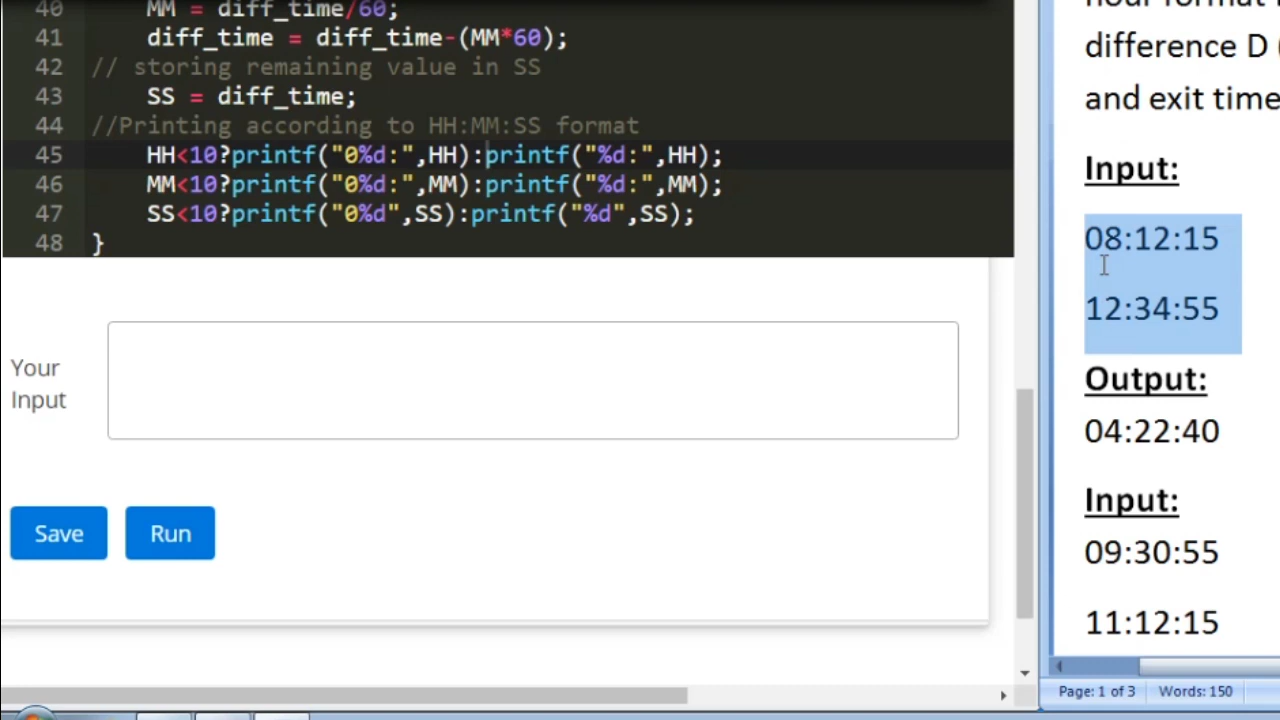 40 MM = diff_time/60;
41 diff_time = diff_time-(MM*60);
42 // storing remaining value in SS
43 SS = diff_time;
44 //Printing according to HH:MM:SS format
45 HH<10?printf("0%d:",HH):printf("%d:",HH);
46 MM<10?printf("0%d:",MM):printf("%d:",MM);
47 SS<10?printf("0%d",SS):printf("%d",SS);
48 }
Your
Input
Save Run
hour format
difference D
and exit time
Input:
08:12:15
12:34:55
Output:
04:22:40
Input:
09:30:55
11:12:15
Page: 1 of 3 Words: 150